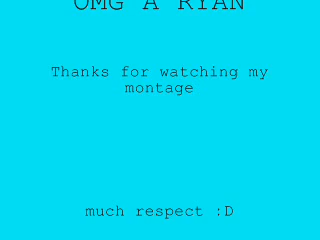 OMG A RYAN
Thanks for watching my
montage
much respect :D